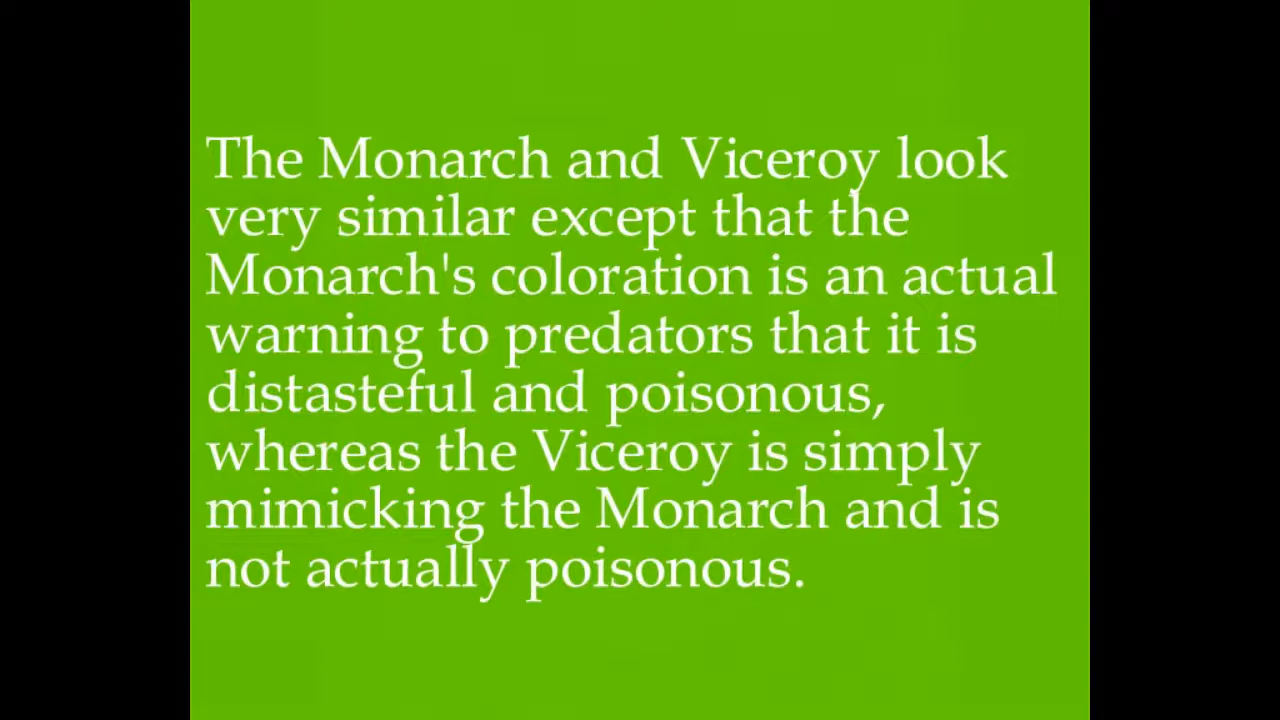 The Monarch and Viceroy look
very similar except that the
Monarch's coloration is an actual
warning to predators that it is
distasteful and poisonous,
whereas the Viceroy is simply
mimicking the Monarch and is
not actually poisonous.